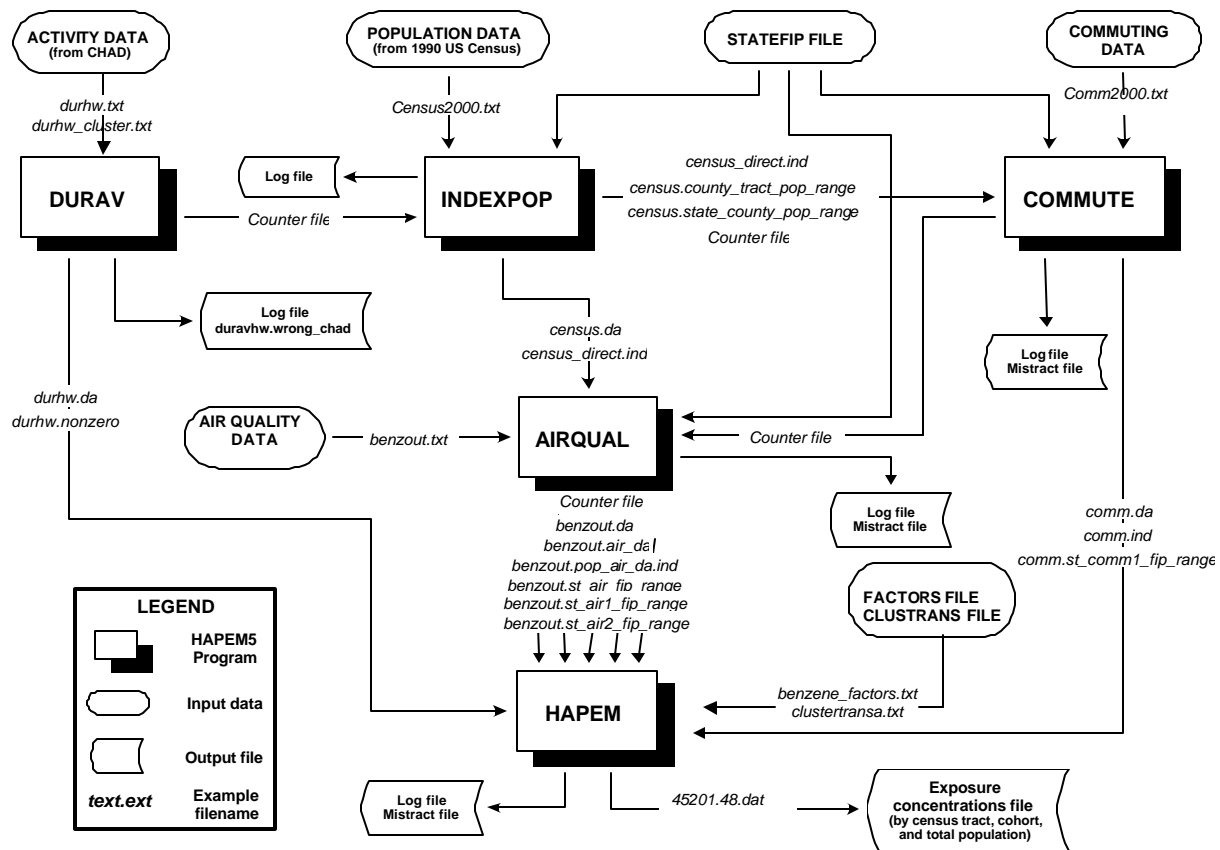 ACTIVITY DATA
(from CHAD)
POPULATION DATA
(from 1990 US Census)
STATEFIP FILE
COMMUTING
DATA
durhw.txt
durhw_cluster.txt
Census2000.txt
Comm2000.txt
DURAV
Log file
INDEXPOP
census_direct.ind
census.county_tract_pop_range
census.state_county_pop_range
Counter file
COMMUTE
Counter file
Log file
duravhw.wrong_chad
census.da
census_direct.ind
Log file
Mistract file
durhw.da
durhw.nonzero
AIR QUALITY
DATA
benzout.txt
AIRQUAL
Counter file
Log file
Mistract file
Counter file
benzout.da
benzout.air_da
benzout.pop_air_da.ind
benzout.st_air_fip_range
benzout.st_air1_fip_range
benzout.st_air2_fip_range
comm.da
comm.ind
comm.st_comm1_fip_range
FACTORS FILE
CLUSTRANS FILE
benzene_factors.txt
clustertransa.txt
HAPEM
LEGEND
HAPEM5
Program
Input data
Output file
text.ext
Example
filename
Log file
Mistract file
45201.48.dat
Exposure
concentrations file
(by census tract, cohort,
and total population)